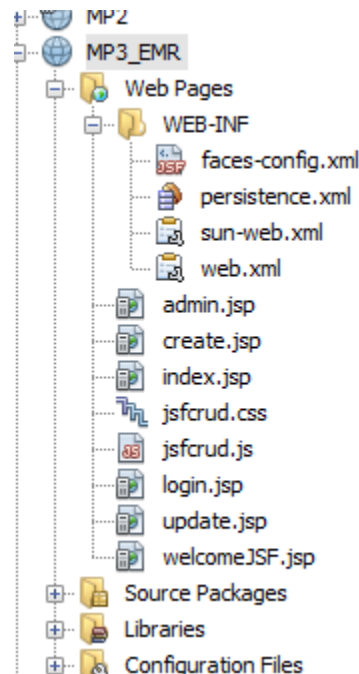 MP2
MP3_EMR
Web Pages
WEB-INF
faces-config.xml
persistence.xml
sun-web.xml
web.xml
admin.jsp
create.jsp
index.jsp
jsfcrud.css
jsfcrud.js
login.jsp
update.jsp
welcomeJSF.jsp
Source Packages
Libraries
Configuration Files